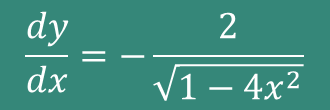 dy/dx = − 2/√(1 − 4x²)